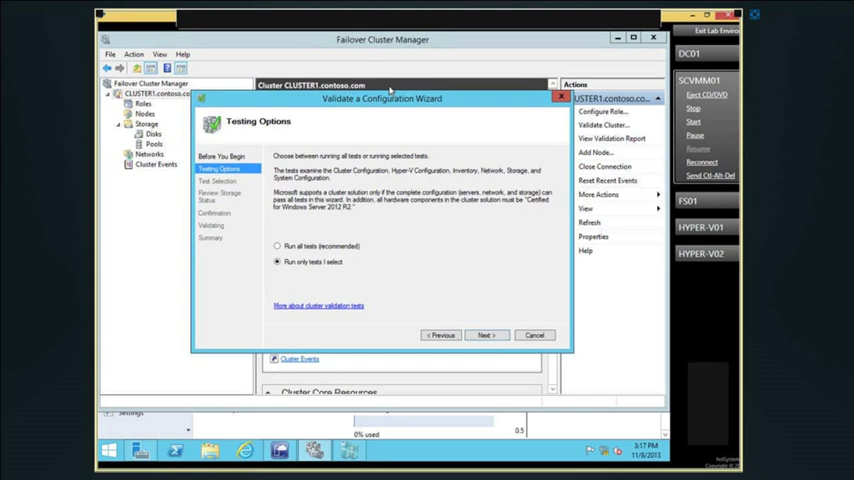 Exit Lab Enviro
Failover Cluster Manager
File Action View Help
Failover Cluster Manager
CLUSTER1.contoso.co
Roles
Nodes
Storage
Disks
Pools
Networks
Cluster Events
Cluster CLUSTER1.contoso.com
Validate a Configuration Wizard
Testing Options
Before You Begin
Testing Options
Test Selection
Review Storage
Status
Confirmation
Validating
Summary
Choose between running all tests or running selected tests.
The tests examine the Cluster Configuration, Hyper-V Configuration, Inventory, Network, Storage, and
System Configuration.
Microsoft supports a cluster solution only if the complete configuration (servers, network, and storage) can
pass all tests in this wizard. In addition, all hardware components in the cluster solution must be "Certified
for Windows Server 2012 R2."
Run all tests (recommended)
Run only tests I select
More about cluster validation tests
< Previous
Next >
Cancel
Cluster Events
Cluster Core Resources
Actions
USTER1.contoso.co...
Configure Role...
Validate Cluster...
View Validation Report
Add Node...
Close Connection
Reset Recent Events
More Actions
View
Refresh
Properties
Help
DC01
SCVMM01
Eject CD/DVD
Stop
Start
Pause
Resume
Reconnect
Send Ctl-Alt-Del
FS01
HYPER-V01
HYPER-V02
Settings
0% used
0.5
3:17 PM
11/8/2013